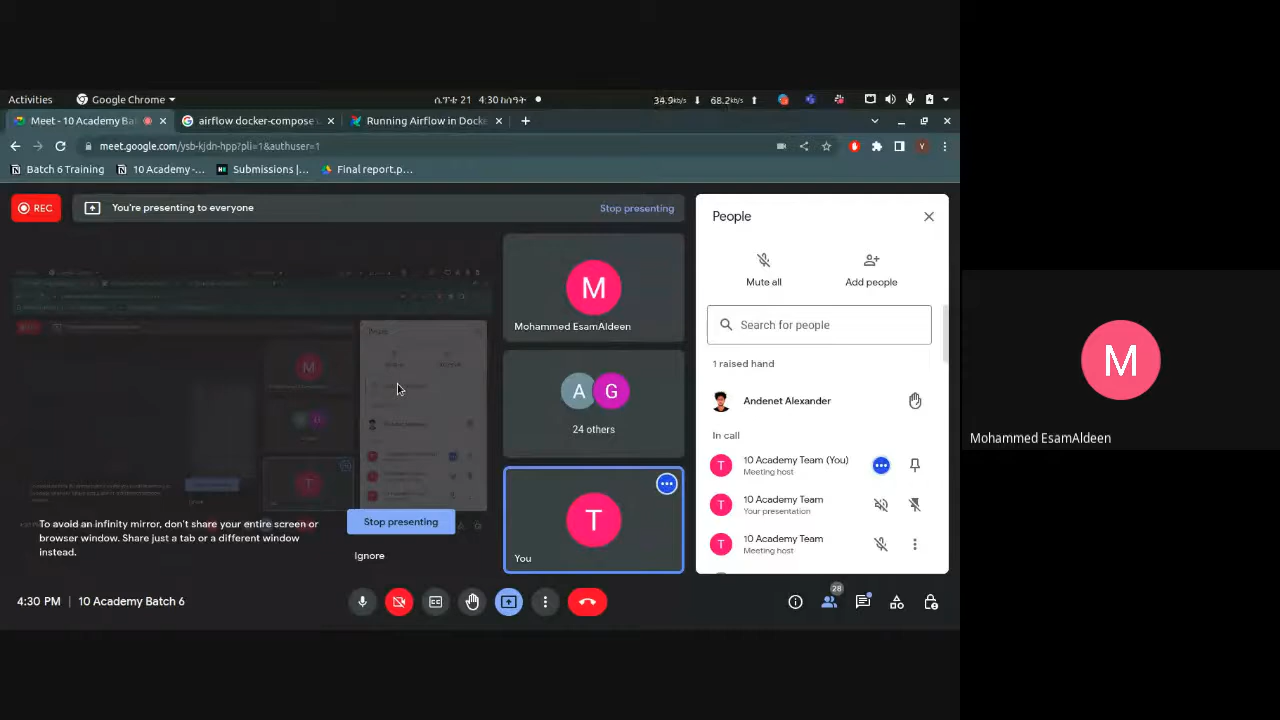 Activities
Google Chrome
ሴፕቴ 21 4:30 ከሰዓት
34.9kb/s
68.2kb/s
Meet - 10 Academy Ba
airflow docker-compose
Running Airflow in Docke
meet.google.com/ysb-kjdn-hpp?pli=1&authuser=1
Y
Batch 6 Training
10 Academy -...
Submissions |...
Final report.p...
REC
You're presenting to everyone
Stop presenting
M
Mohammed EsamAldeen
A
G
24 others
T
You
To avoid an infinity mirror, don't share your entire screen or
browser window. Share just a tab or a different window
instead.
Stop presenting
Ignore
People
Mute all
Add people
Search for people
1 raised hand
Andenet Alexander
In call
T
10 Academy Team (You)
Meeting host
T
10 Academy Team
Your presentation
T
10 Academy Team
Meeting host
4:30 PM | 10 Academy Batch 6
28
M
Mohammed EsamAldeen